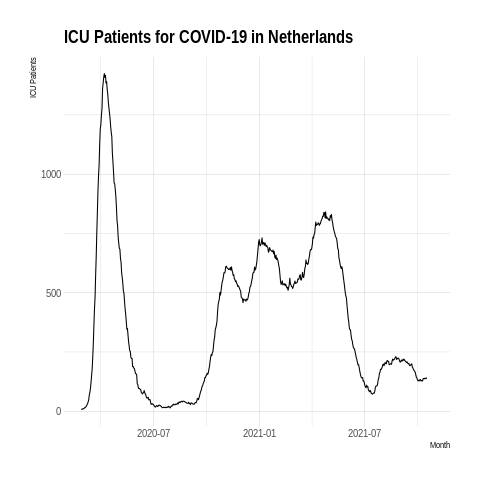 ICU Patients for COVID-19 in Netherlands
ICU Patients
1000
500
0
2020-07 2021-01 2021-07
Month